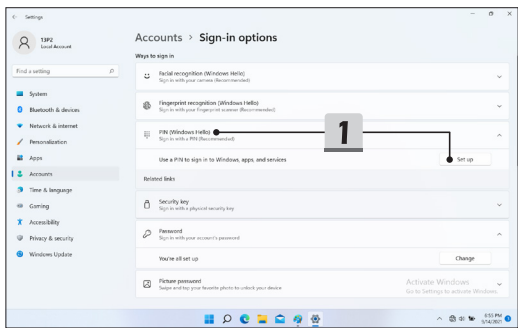 Settings
13P2
Local Account
Find a setting
System
Bluetooth & devices
Network & internet
Personalization
Apps
Accounts
Time & language
Gaming
Accessibility
Privacy & security
Windows Update
Accounts > Sign-in options
Ways to sign in
Facial recognition (Windows Hello)
Sign in with your camera (Recommended)
Fingerprint recognition (Windows Hello)
Sign in with your fingerprint scanner (Recommended)
PIN (Windows Hello)
Sign in with a PIN (Recommended)
1
Use a PIN to sign in to Windows, apps, and services
Set up
Related links
Security key
Sign in with a physical security key
Password
Sign in with your account's password
You're all set up
Change
Picture password
Swipe and tap your favorite photo to unlock your device
Activate Windows
Go to Settings to activate Windows.
6:55 PM
9/14/2021